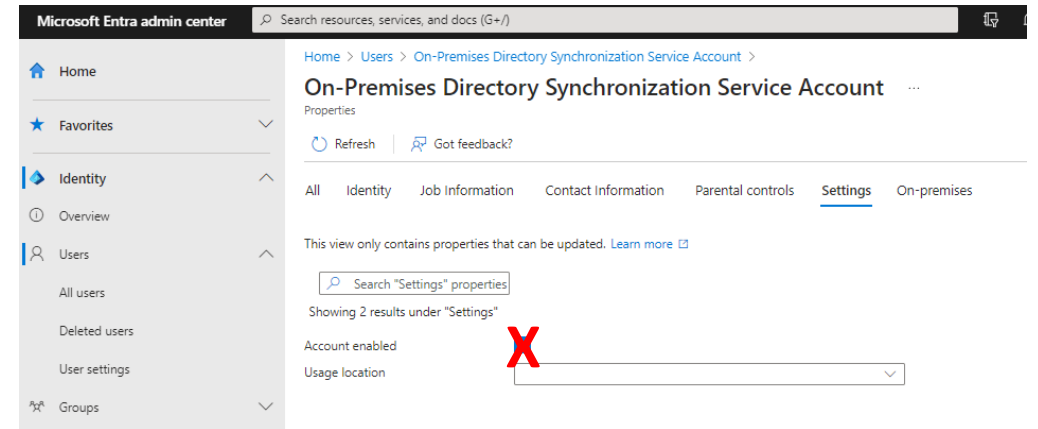 Microsoft Entra admin center
Search resources, services, and docs (G+/)
Home > Users > On-Premises Directory Synchronization Service Account >
On-Premises Directory Synchronization Service Account ...
Properties
Refresh
Got feedback?
Home
Favorites
Identity
Overview
Users
All users
Deleted users
User settings
Groups
All Identity Job Information Contact Information Parental controls Settings On-premises
This view only contains properties that can be updated. Learn more
Search "Settings" properties
Showing 2 results under "Settings"
Account enabled
X
Usage location